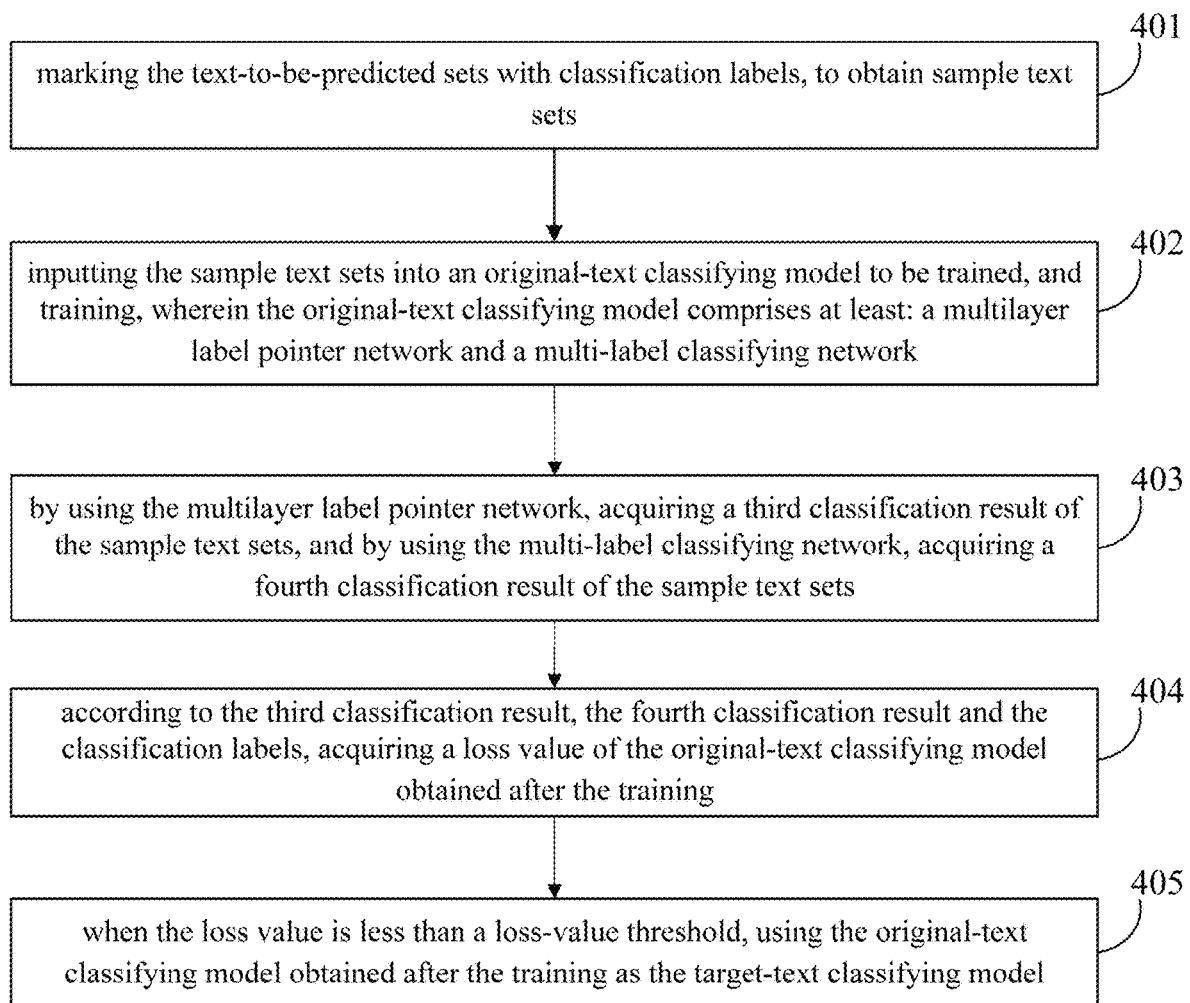 401
marking the text-to-be-predicted sets with classification labels, to obtain sample text
sets
402
inputting the sample text sets into an original-text classifying model to be trained, and
training, wherein the original-text classifying model comprises at least: a multilayer
label pointer network and a multi-label classifying network
403
by using the multilayer label pointer network, acquiring a third classification result of
the sample text sets, and by using the multi-label classifying network, acquiring a
fourth classification result of the sample text sets
404
according to the third classification result, the fourth classification result and the
classification labels, acquiring a loss value of the original-text classifying model
obtained after the training
405
when the loss value is less than a loss-value threshold, using the original-text
classifying model obtained after the training as the target-text classifying model